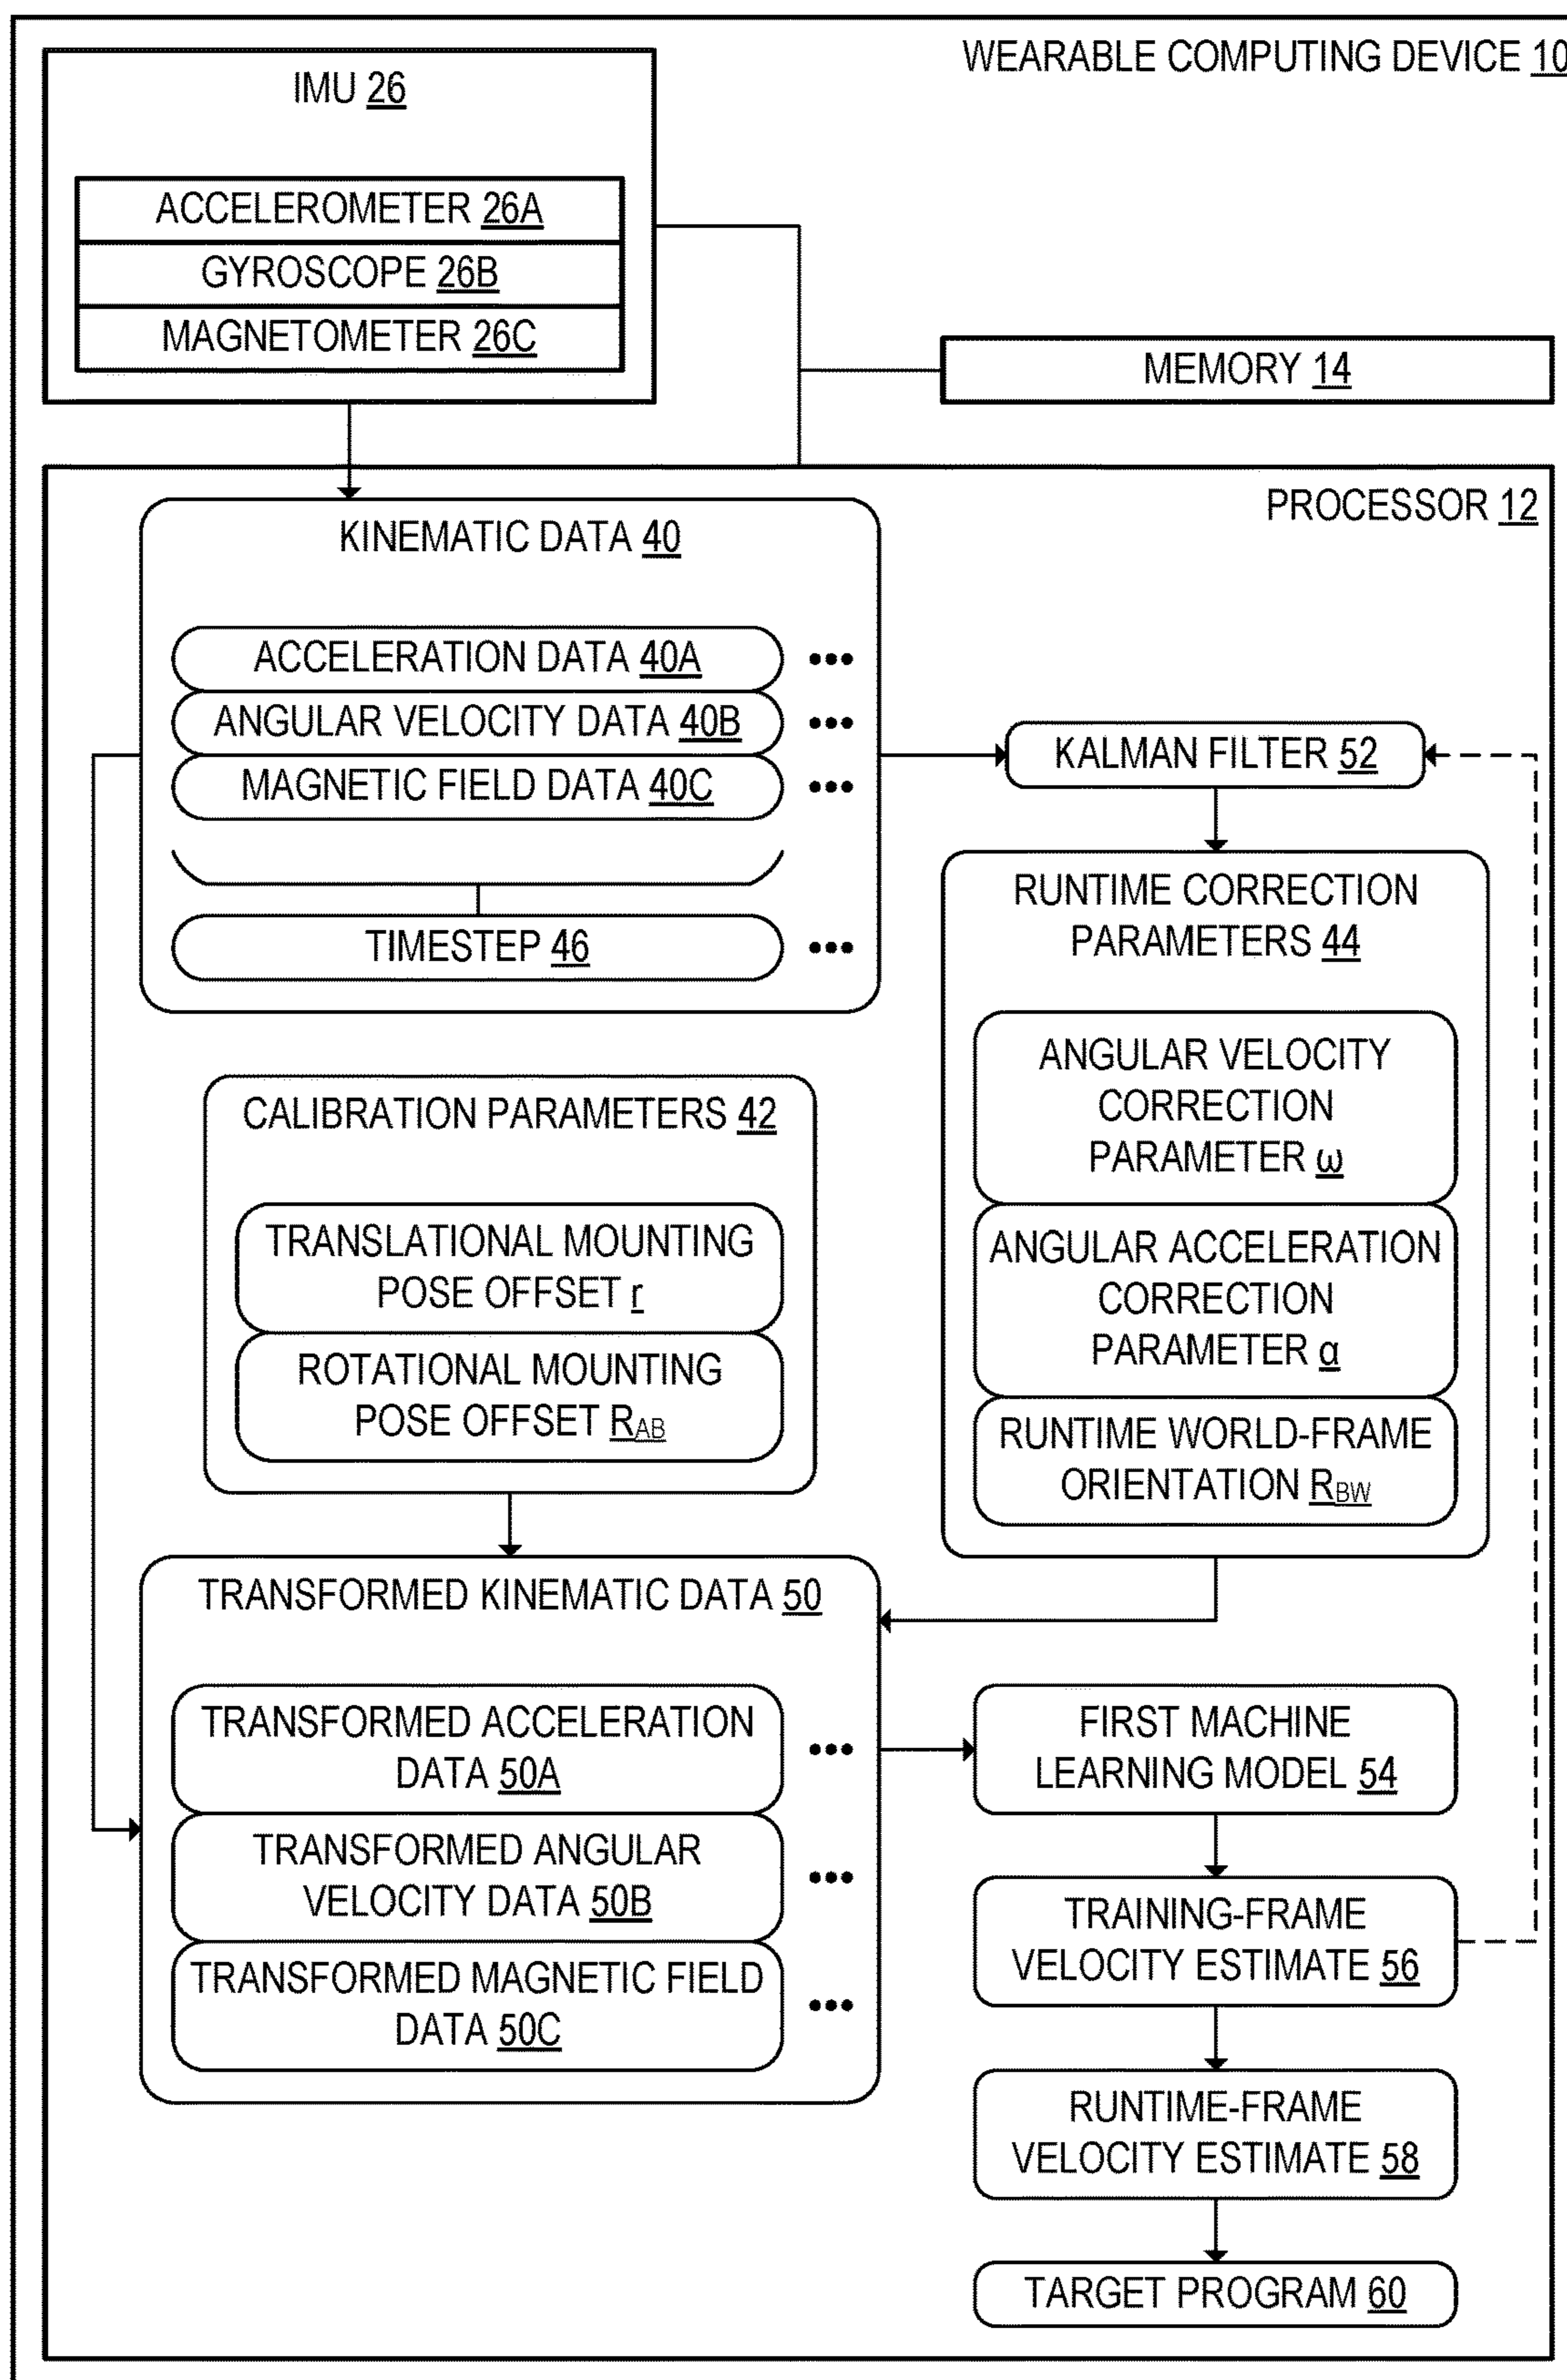 WEARABLE COMPUTING DEVICE 10
IMU 26
ACCELEROMETER 26A
GYROSCOPE 26B
MAGNETOMETER 26C
MEMORY 14
PROCESSOR 12
KINEMATIC DATA 40
ACCELERATION DATA 40A
ANGULAR VELOCITY DATA 40B
MAGNETIC FIELD DATA 40C
TIMESTEP 46
KALMAN FILTER 52
RUNTIME CORRECTION
PARAMETERS 44
ANGULAR VELOCITY
CORRECTION
PARAMETER ω
ANGULAR ACCELERATION
CORRECTION
PARAMETER α
RUNTIME WORLD-FRAME
ORIENTATION RBW
CALIBRATION PARAMETERS 42
TRANSLATIONAL MOUNTING
POSE OFFSET r
ROTATIONAL MOUNTING
POSE OFFSET RAB
TRANSFORMED KINEMATIC DATA 50
TRANSFORMED ACCELERATION
DATA 50A
TRANSFORMED ANGULAR
VELOCITY DATA 50B
TRANSFORMED MAGNETIC FIELD
DATA 50C
FIRST MACHINE
LEARNING MODEL 54
TRAINING-FRAME
VELOCITY ESTIMATE 56
RUNTIME-FRAME
VELOCITY ESTIMATE 58
TARGET PROGRAM 60